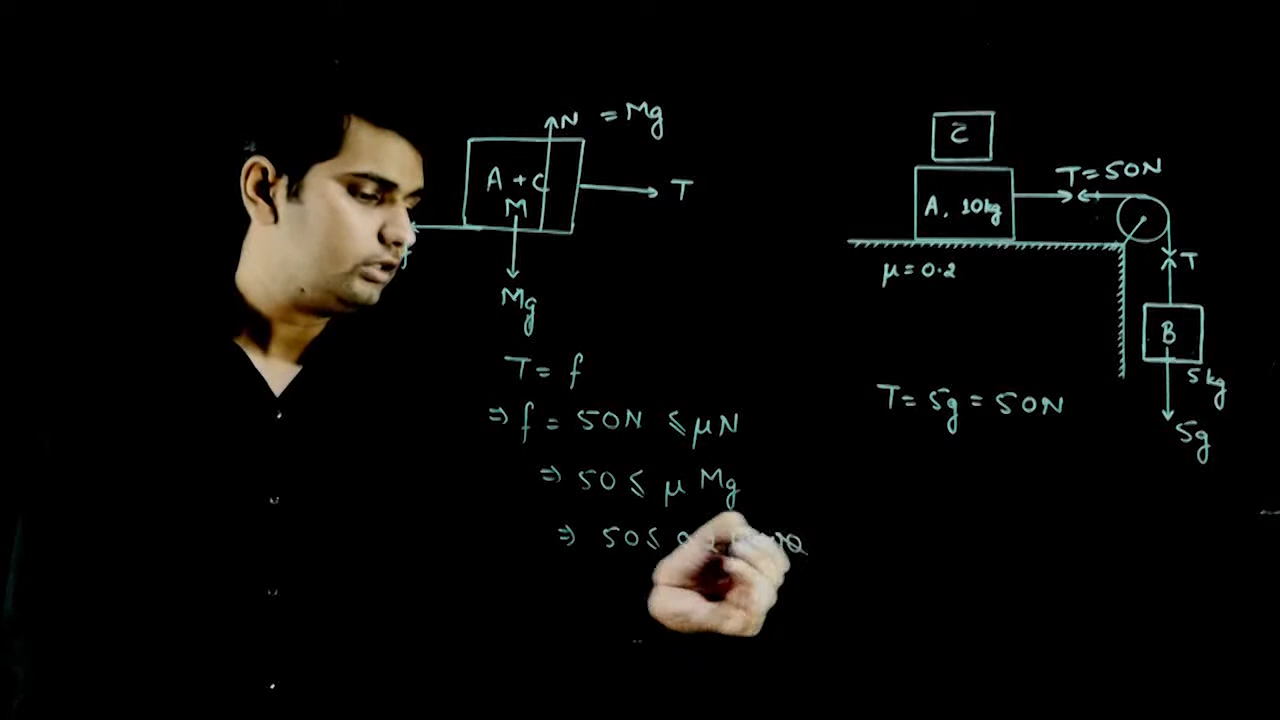 N = Mg
A + C
M
T
f
Mg
T = f
⇒ f = 50N ≤ μN
⇒ 50 ≤ μ Mg
⇒ 50 ≤
C
T = 50N
A, 10kg
μ = 0.2
T
B
5kg
5g
T = 5g = 50N